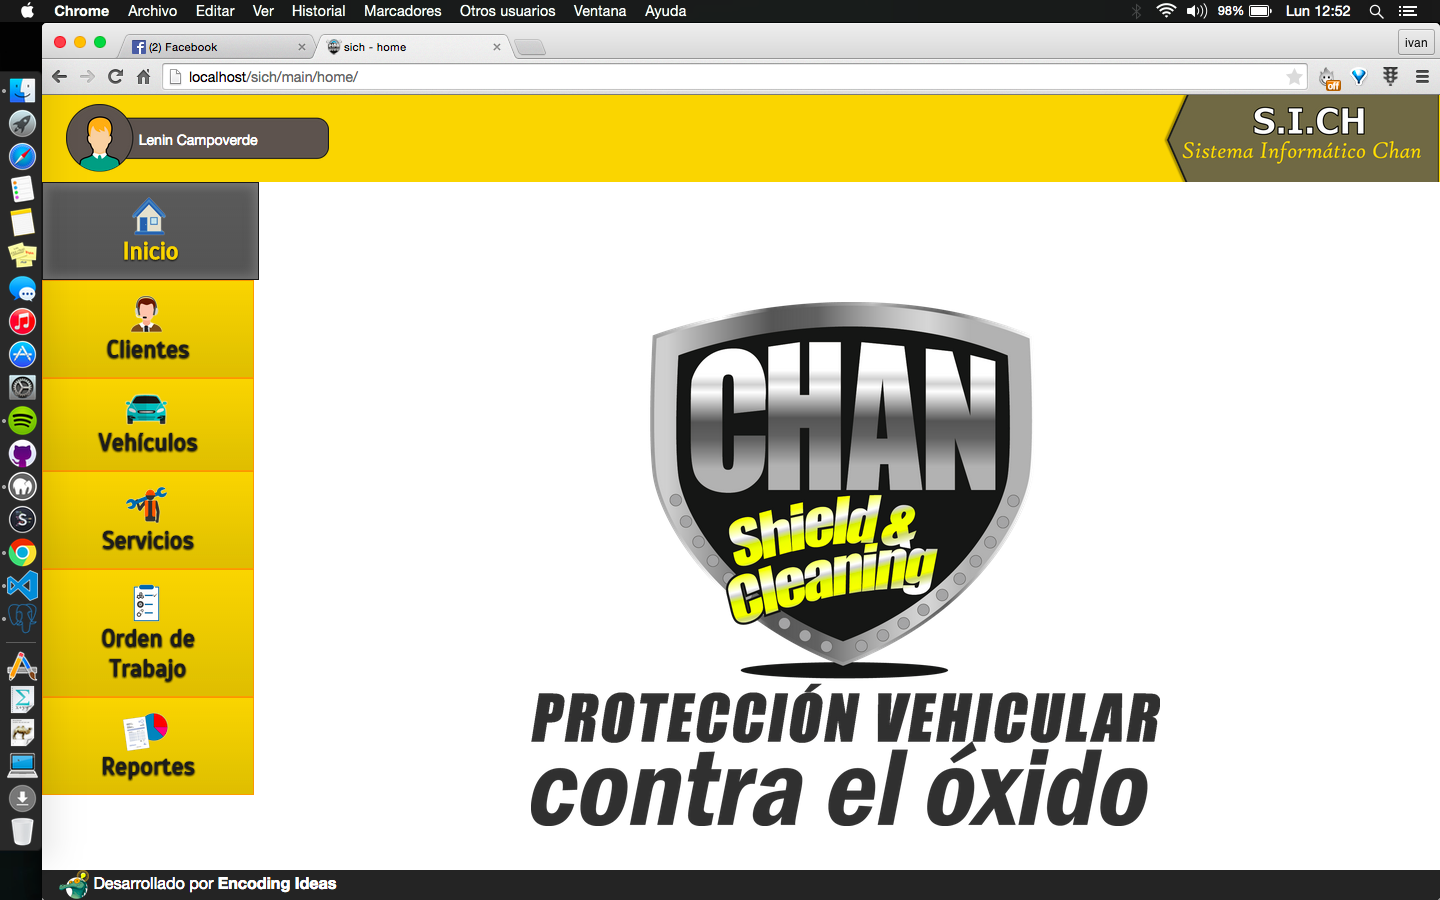 Chrome Archivo Editar Ver Historial Marcadores Otros usuarios Ventana Ayuda 98% Lun 12:52
(2) Facebook sich - home ivan
localhost/sich/main/home/ off
Lenin Campoverde
S.I.CH
Sistema Informático Chan
Inicio
Clientes
Vehículos
Servicios
Orden de
Trabajo
Reportes
CHAN
Shield &
Cleaning
PROTECCIÓN VEHICULAR
contra el óxido
Desarrollado por Encoding Ideas